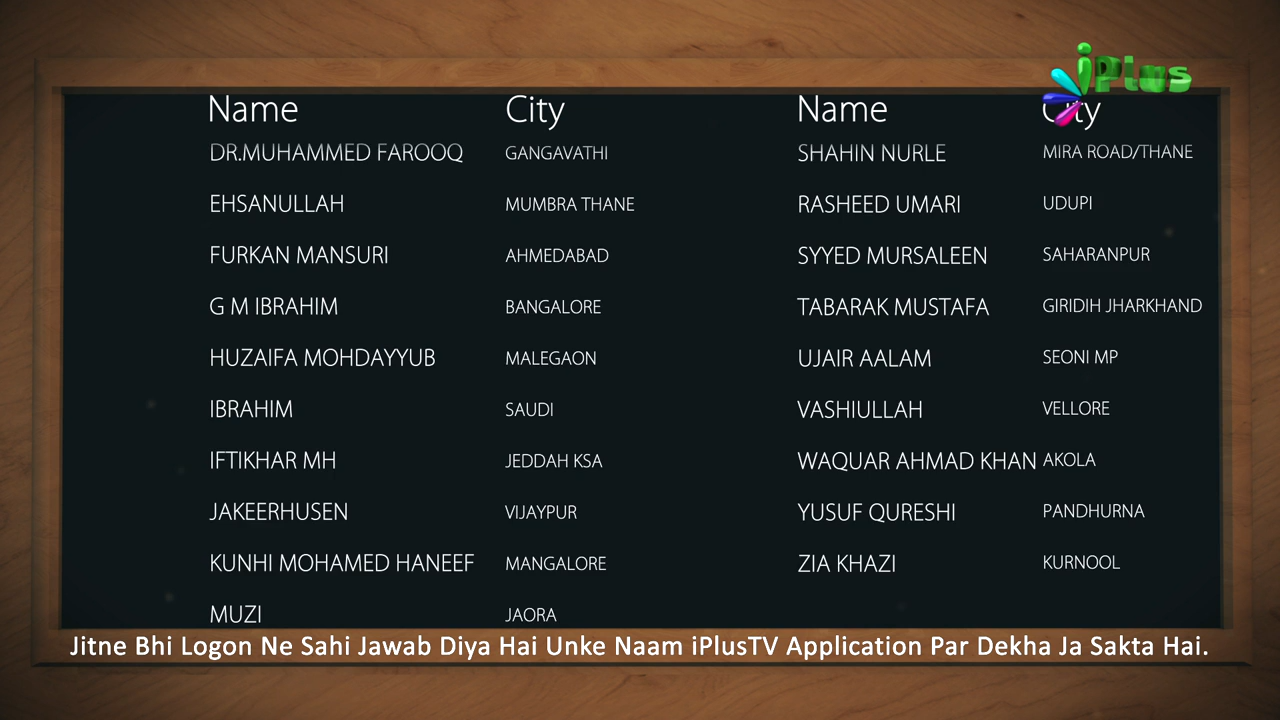 iPlus
Name City Name City
DR.MUHAMMED FAROOQ GANGAVATHI SHAHIN NURLE MIRA ROAD/THANE
EHSANULLAH MUMBRA THANE RASHEED UMARI UDUPI
FURKAN MANSURI AHMEDABAD SYYED MURSALEEN SAHARANPUR
G M IBRAHIM BANGALORE TABARAK MUSTAFA GIRIDIH JHARKHAND
HUZAIFA MOHDAYYUB MALEGAON UJAIR AALAM SEONI MP
IBRAHIM SAUDI VASHIULLAH VELLORE
IFTIKHAR MH JEDDAH KSA WAQUAR AHMAD KHAN AKOLA
JAKEERHUSEN VIJAYPUR YUSUF QURESHI PANDHURNA
KUNHI MOHAMED HANEEF MANGALORE ZIA KHAZI KURNOOL
MUZI JAORA
Jitne Bhi Logon Ne Sahi Jawab Diya Hai Unke Naam iPlusTV Application Par Dekha Ja Sakta Hai.